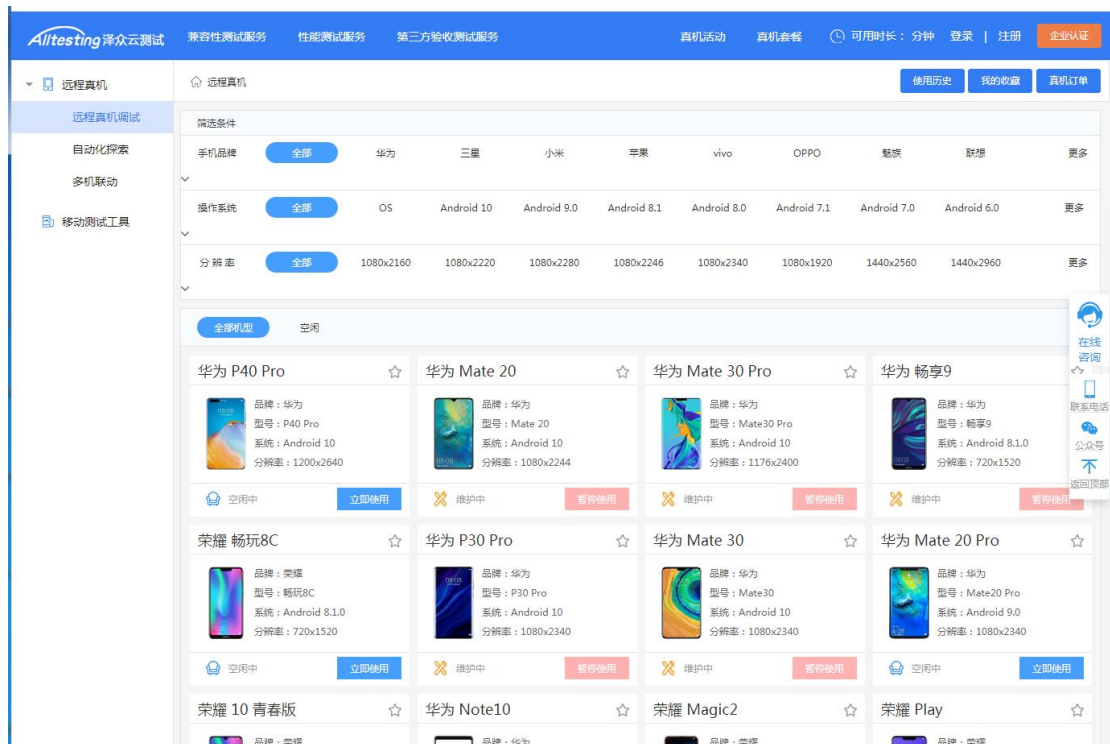 Alltesting泽众云测试 兼容性测试服务 性能测试服务 第三方验收测试服务 真机活动 真机套餐 可用时长： 分钟 登录 | 注册 企业认证
远程真机 远程真机 使用历史 我的收藏 真机订单
远程真机调试
自动化探索
多机联动
移动测试工具
筛选条件
手机品牌 全部 华为 三星 小米 苹果 vivo OPPO 魅族 联想 更多
操作系统 全部 OS Android 10 Android 9.0 Android 8.1 Android 8.0 Android 7.1 Android 7.0 Android 6.0 更多
分 辨 率 全部 1080x2160 1080x2220 1080x2280 1080x2246 1080x2340 1080x1920 1440x2560 1440x2960 更多
全部机型 空闲
在线
咨询
联系电话
公众号
返回顶部
华为 P40 Pro 华为 Mate 20 华为 Mate 30 Pro 华为 畅享9
品牌：华为 品牌：华为 品牌：华为 品牌：华为
型号：P40 Pro 型号：Mate 20 型号：Mate30 Pro 型号：畅享9
系统：Android 10 系统：Android 10 系统：Android 10 系统：Android 8.1.0
分辨率：1200x2640 分辨率：1080x2244 分辨率：1176x2400 分辨率：720x1520
空闲中 立即使用 维护中 暂停使用 维护中 暂停使用 维护中 暂停使用
荣耀 畅玩8C 华为 P30 Pro 华为 Mate 30 华为 Mate 20 Pro
品牌：荣耀 品牌：华为 品牌：华为 品牌：华为
型号：畅玩8C 型号：P30 Pro 型号：Mate30 型号：Mate20 Pro
系统：Android 8.1.0 系统：Android 10 系统：Android 10 系统：Android 9.0
分辨率：720x1520 分辨率：1080x2340 分辨率：1080x2340 分辨率：1080x2340
空闲中 立即使用 维护中 暂停使用 维护中 暂停使用 空闲中 立即使用
荣耀 10 青春版 华为 Note10 荣耀 Magic2 荣耀 Play
品牌：荣耀 品牌：华为 品牌：荣耀 品牌：荣耀